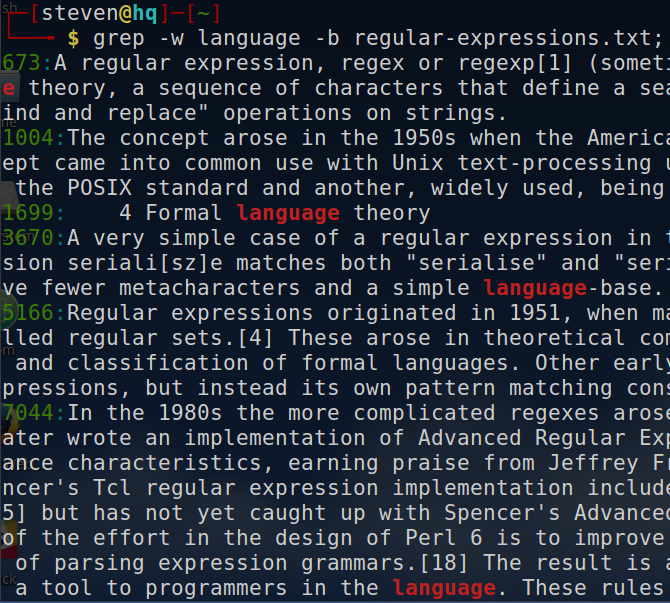 [steven@hq]─[~]
$ grep -w language -b regular-expressions.txt;
673:A regular expression, regex or regexp[1] (someti
e theory, a sequence of characters that define a sea
ind and replace" operations on strings.
1004:The concept arose in the 1950s when the America
ept came into common use with Unix text-processing u
the POSIX standard and another, widely used, being
1699:    4 Formal language theory
3670:A very simple case of a regular expression in t
sion seriali[sz]e matches both "serialise" and "seri
ve fewer metacharacters and a simple language-base.
5166:Regular expressions originated in 1951, when ma
lled regular sets.[4] These arose in theoretical com
and classification of formal languages. Other early
pressions, but instead its own pattern matching cons
7044:In the 1980s the more complicated regexes arose
ater wrote an implementation of Advanced Regular Exp
ance characteristics, earning praise from Jeffrey Fr
ncer's Tcl regular expression implementation include
5] but has not yet caught up with Spencer's Advanced
of the effort in the design of Perl 6 is to improve
of parsing expression grammars.[18] The result is a
a tool to programmers in the language. These rules